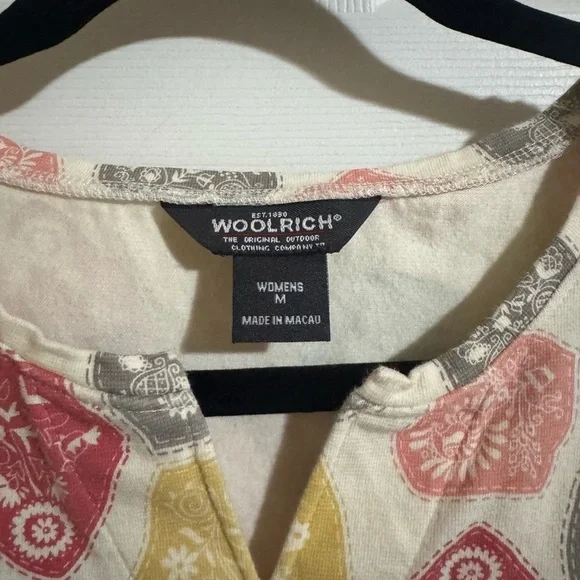 EST. 1830
WOOLRICH®
THE ORIGINAL OUTDOOR
CLOTHING COMPANY™
WOMENS
M
MADE IN MACAU